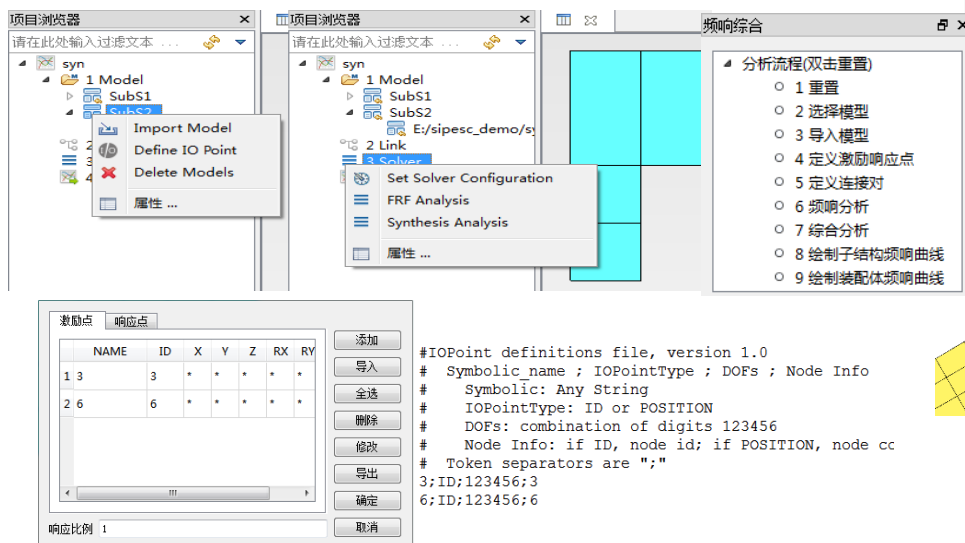 项目浏览器
请在此处输入过滤文本 ...
syn
1 Model
SubS1
SubS2
2
3
4
Import Model
Define IO Point
Delete Models
属性 ...
项目浏览器
请在此处输入过滤文本 ...
syn
1 Model
SubS1
SubS2
E:/sipesc_demo/sy
2 Link
3 Solver
Set Solver Configuration
FRF Analysis
Synthesis Analysis
属性 ...
频响综合
分析流程(双击重置)
1 重置
2 选择模型
3 导入模型
4 定义激励响应点
5 定义连接对
6 频响分析
7 综合分析
8 绘制子结构频响曲线
9 绘制装配体频响曲线
激励点 响应点
NAME ID X Y Z RX RY
1 3 3 * * * * *
2 6 6 * * * * *
响应比例 1
添加
导入
全选
删除
修改
导出
确定
取消
#IOPoint definitions file, version 1.0
# Symbolic_name ; IOPointType ; DOFs ; Node Info
# Symbolic: Any String
# IOPointType: ID or POSITION
# DOFs: combination of digits 123456
# Node Info: if ID, node id; if POSITION, node co
# Token separators are ";"
3;ID;123456;3
6;ID;123456;6